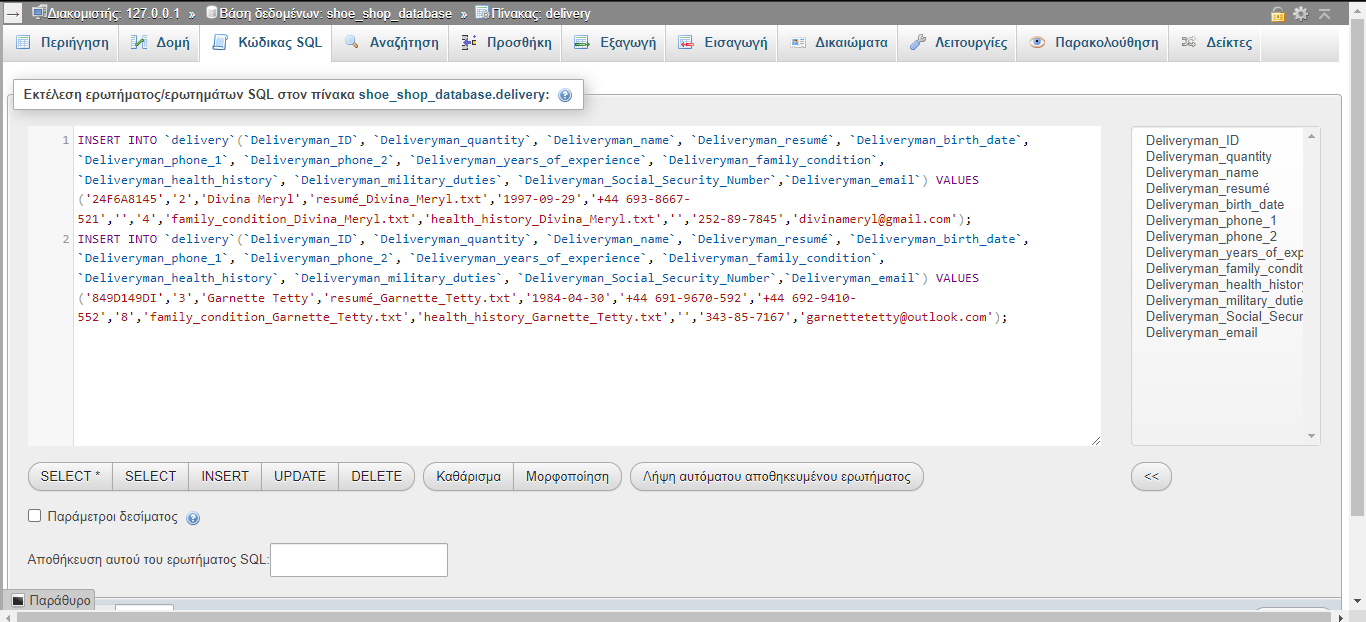 Διακομιστής: 127.0.0.1 » Βάση δεδομένων: shoe_shop_database » Πίνακας: delivery
Περιήγηση Δομή Κώδικας SQL Αναζήτηση Προσθήκη Εξαγωγή Εισαγωγή Δικαιώματα Λειτουργίες Παρακολούθηση Δείκτες
Εκτέλεση ερωτήματος/ερωτημάτων SQL στον πίνακα shoe_shop_database.delivery:
1 INSERT INTO `delivery`(`Deliveryman_ID`, `Deliveryman_quantity`, `Deliveryman_name`, `Deliveryman_resumé`, `Deliveryman_birth_date`,
`Deliveryman_phone_1`, `Deliveryman_phone_2`, `Deliveryman_years_of_experience`, `Deliveryman_family_condition`,
`Deliveryman_health_history`, `Deliveryman_military_duties`, `Deliveryman_Social_Security_Number`,`Deliveryman_email`) VALUES
('24F6A8145','2','Divina Meryl','resumé_Divina_Meryl.txt','1997-09-29','+44 693-8667-
521','','4','family_condition_Divina_Meryl.txt','health_history_Divina_Meryl.txt','','252-89-7845','divinameryl@gmail.com');
2 INSERT INTO `delivery`(`Deliveryman_ID`, `Deliveryman_quantity`, `Deliveryman_name`, `Deliveryman_resumé`, `Deliveryman_birth_date`,
`Deliveryman_phone_1`, `Deliveryman_phone_2`, `Deliveryman_years_of_experience`, `Deliveryman_family_condition`,
`Deliveryman_health_history`, `Deliveryman_military_duties`, `Deliveryman_Social_Security_Number`,`Deliveryman_email`) VALUES
('849D149DI','3','Garnette Tetty','resumé_Garnette_Tetty.txt','1984-04-30','+44 691-9670-592','+44 692-9410-
552','8','family_condition_Garnette_Tetty.txt','health_history_Garnette_Tetty.txt','','343-85-7167','garnettetetty@outlook.com');
Deliveryman_ID
Deliveryman_quantity
Deliveryman_name
Deliveryman_resumé
Deliveryman_birth_date
Deliveryman_phone_1
Deliveryman_phone_2
Deliveryman_years_of_exp
Deliveryman_family_condit
Deliveryman_health_history
Deliveryman_military_dutie
Deliveryman_Social_Secur
Deliveryman_email
SELECT * SELECT INSERT UPDATE DELETE Καθάρισμα Μορφοποίηση Λήψη αυτόματου αποθηκευμένου ερωτήματος <<
Παράμετροι δεσίματος
Αποθήκευση αυτού του ερωτήματος SQL:
Παράθυρο